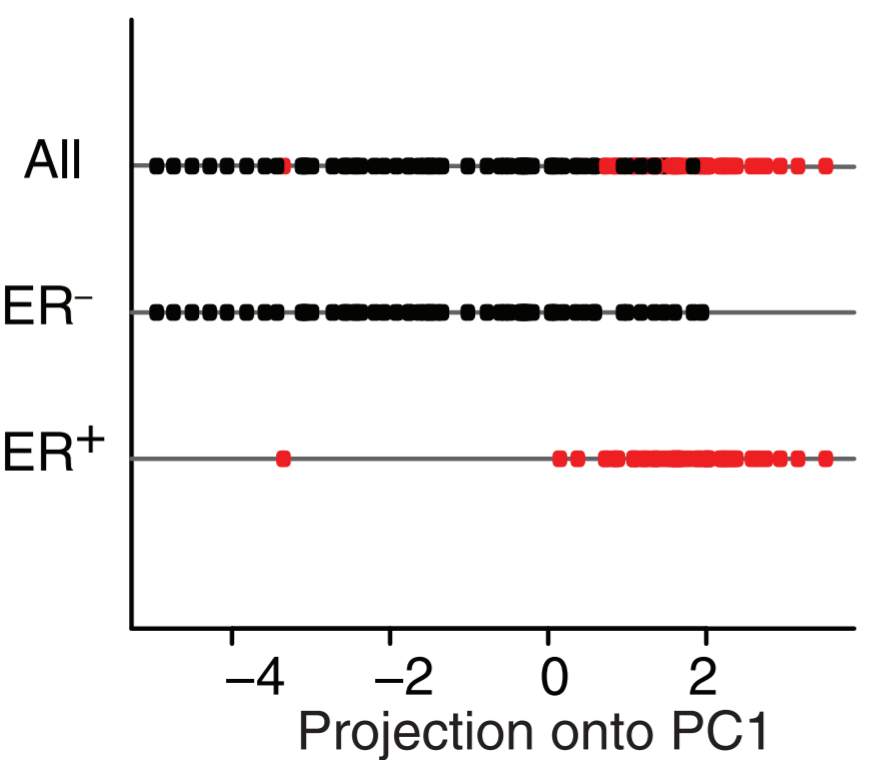 All
ER⁻
ER⁺
–4 –2 0 2
Projection onto PC1